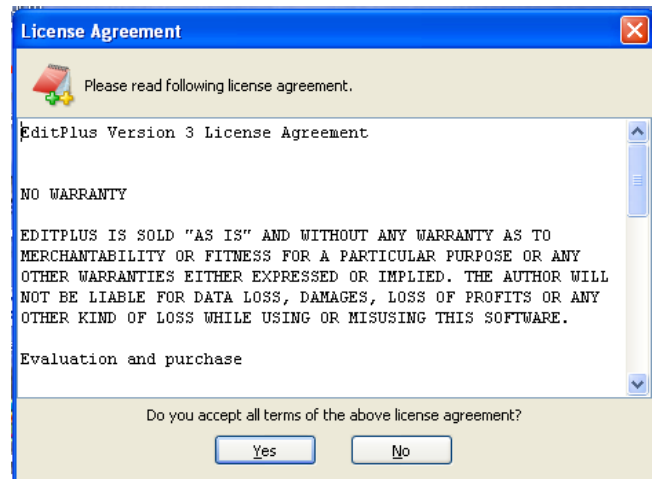 License Agreement
Please read following license agreement.
EditPlus Version 3 License Agreement
NO WARRANTY
EDITPLUS IS SOLD "AS IS" AND WITHOUT ANY WARRANTY AS TO
MERCHANTABILITY OR FITNESS FOR A PARTICULAR PURPOSE OR ANY
OTHER WARRANTIES EITHER EXPRESSED OR IMPLIED. THE AUTHOR WILL
NOT BE LIABLE FOR DATA LOSS, DAMAGES, LOSS OF PROFITS OR ANY
OTHER KIND OF LOSS WHILE USING OR MISUSING THIS SOFTWARE.
Evaluation and purchase
Do you accept all terms of the above license agreement?
Yes No